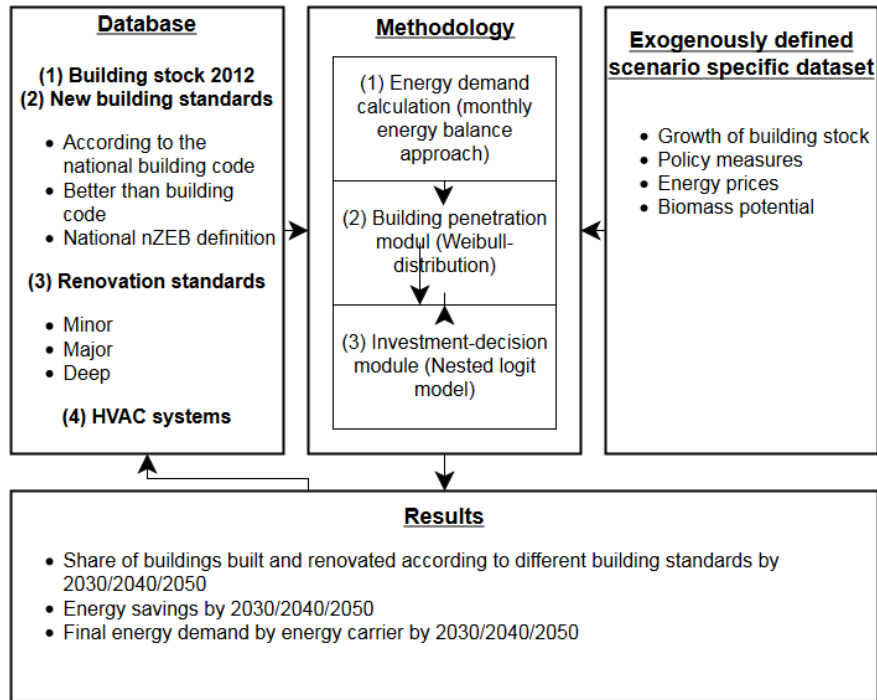 Database
(1) Building stock 2012
(2) New building standards
• According to the
national building code
• Better than building
code
• National nZEB definition
(3) Renovation standards
• Minor
• Major
• Deep
(4) HVAC systems
Methodology
(1) Energy demand
calculation (monthly
energy balance
approach)
(2) Building penetration
modul (Weibull-
distribution)
(3) Investment-decision
module (Nested logit
model)
Exogenously defined
scenario specific dataset
• Growth of building stock
• Policy measures
• Energy prices
• Biomass potential
Results
• Share of buildings built and renovated according to different building standards by
2030/2040/2050
• Energy savings by 2030/2040/2050
• Final energy demand by energy carrier by 2030/2040/2050